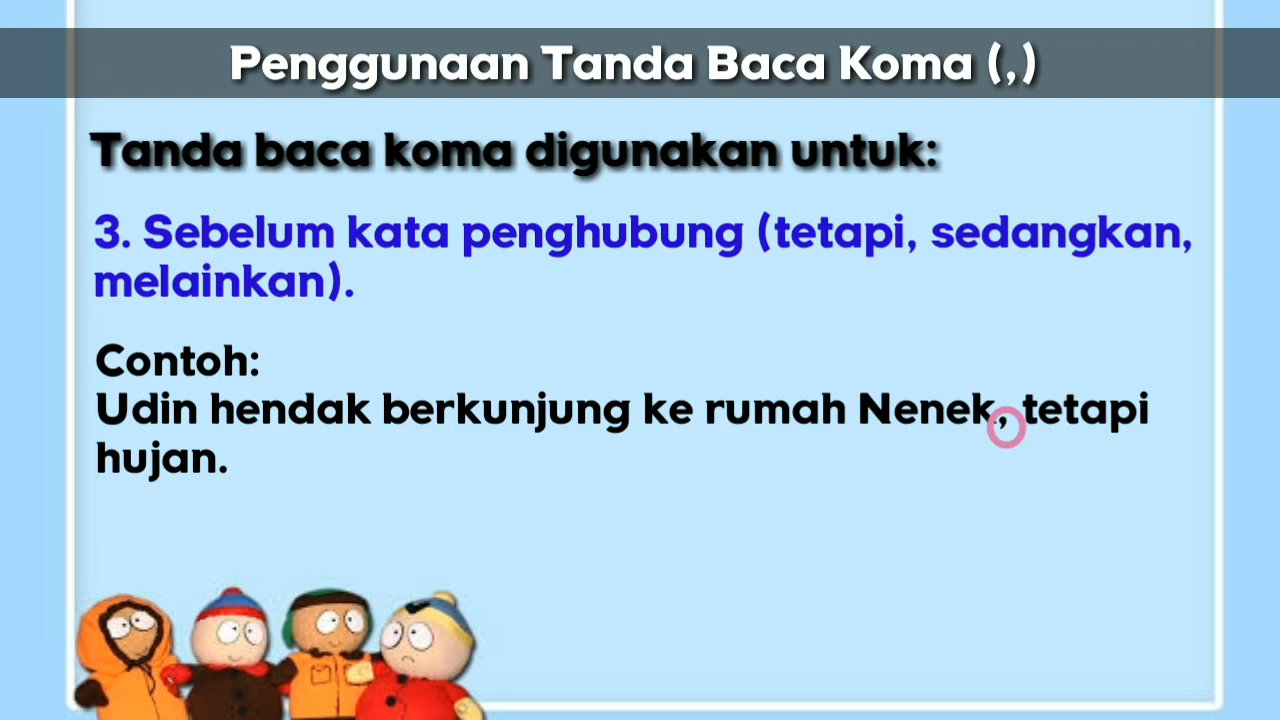 Penggunaan Tanda Baca Koma (,)
Tanda baca koma digunakan untuk:
3. Sebelum kata penghubung (tetapi, sedangkan,
melainkan).
Contoh:
Udin hendak berkunjung ke rumah Nenek, tetapi
hujan.